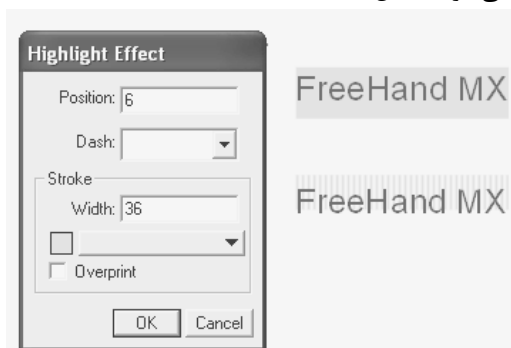 Highlight Effect
Position: 6
Dash:
Stroke
Width: 36
Overprint
OK Cancel
FreeHand MX
FreeHand MX